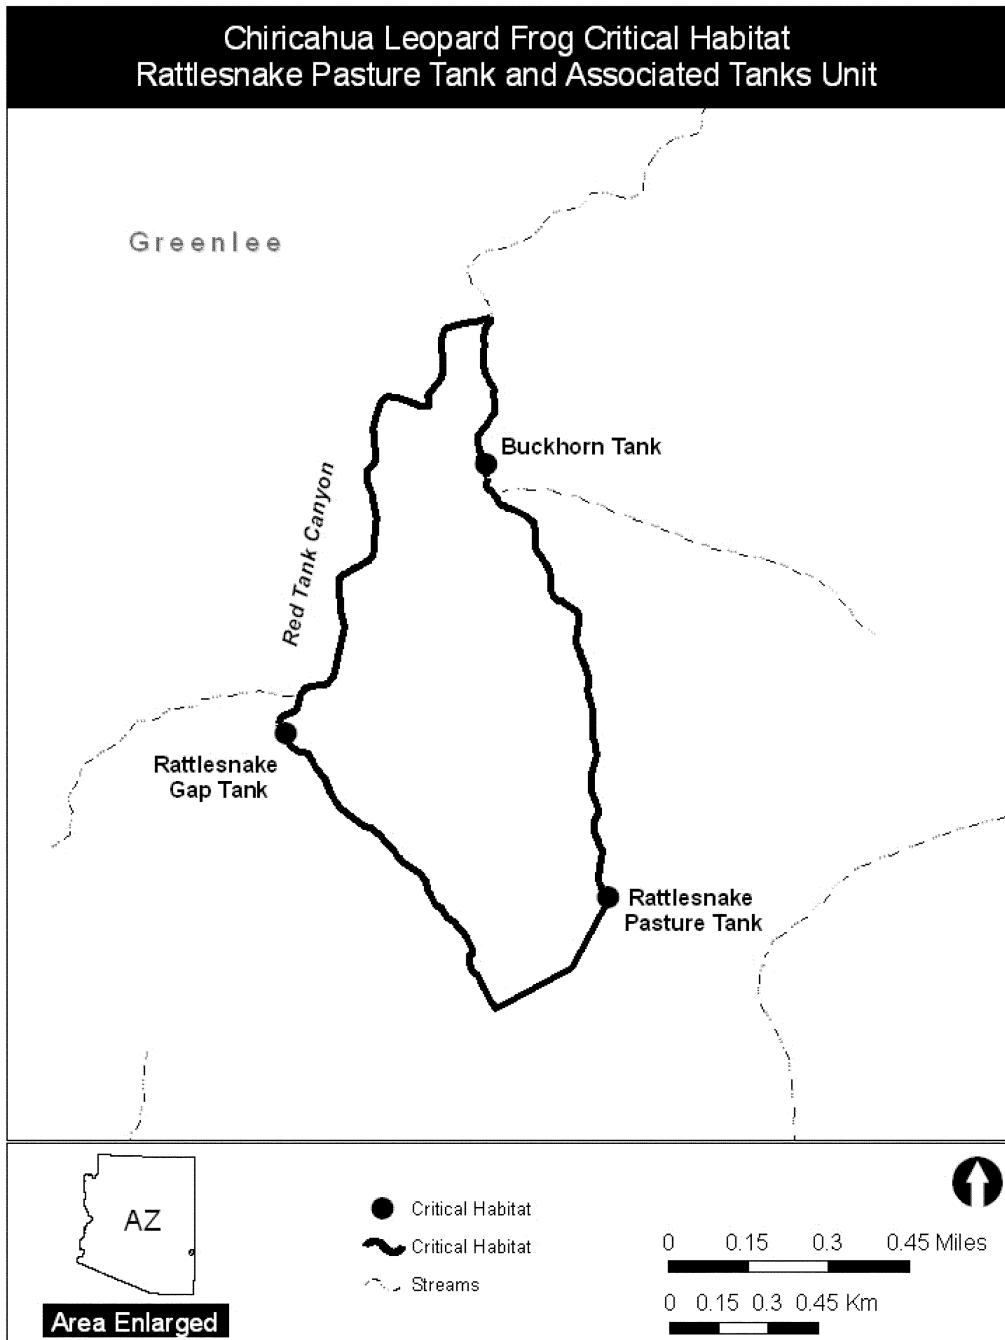 Chiricahua Leopard Frog Critical Habitat
Rattlesnake Pasture Tank and Associated Tanks Unit
Greenlee
Buckhorn Tank
Red Tank Canyon
Rattlesnake
Gap Tank
Rattlesnake
Pasture Tank
AZ
Area Enlarged
Critical Habitat
Critical Habitat
Streams
0 0.15 0.3 0.45 Miles
0 0.15 0.3 0.45 Km